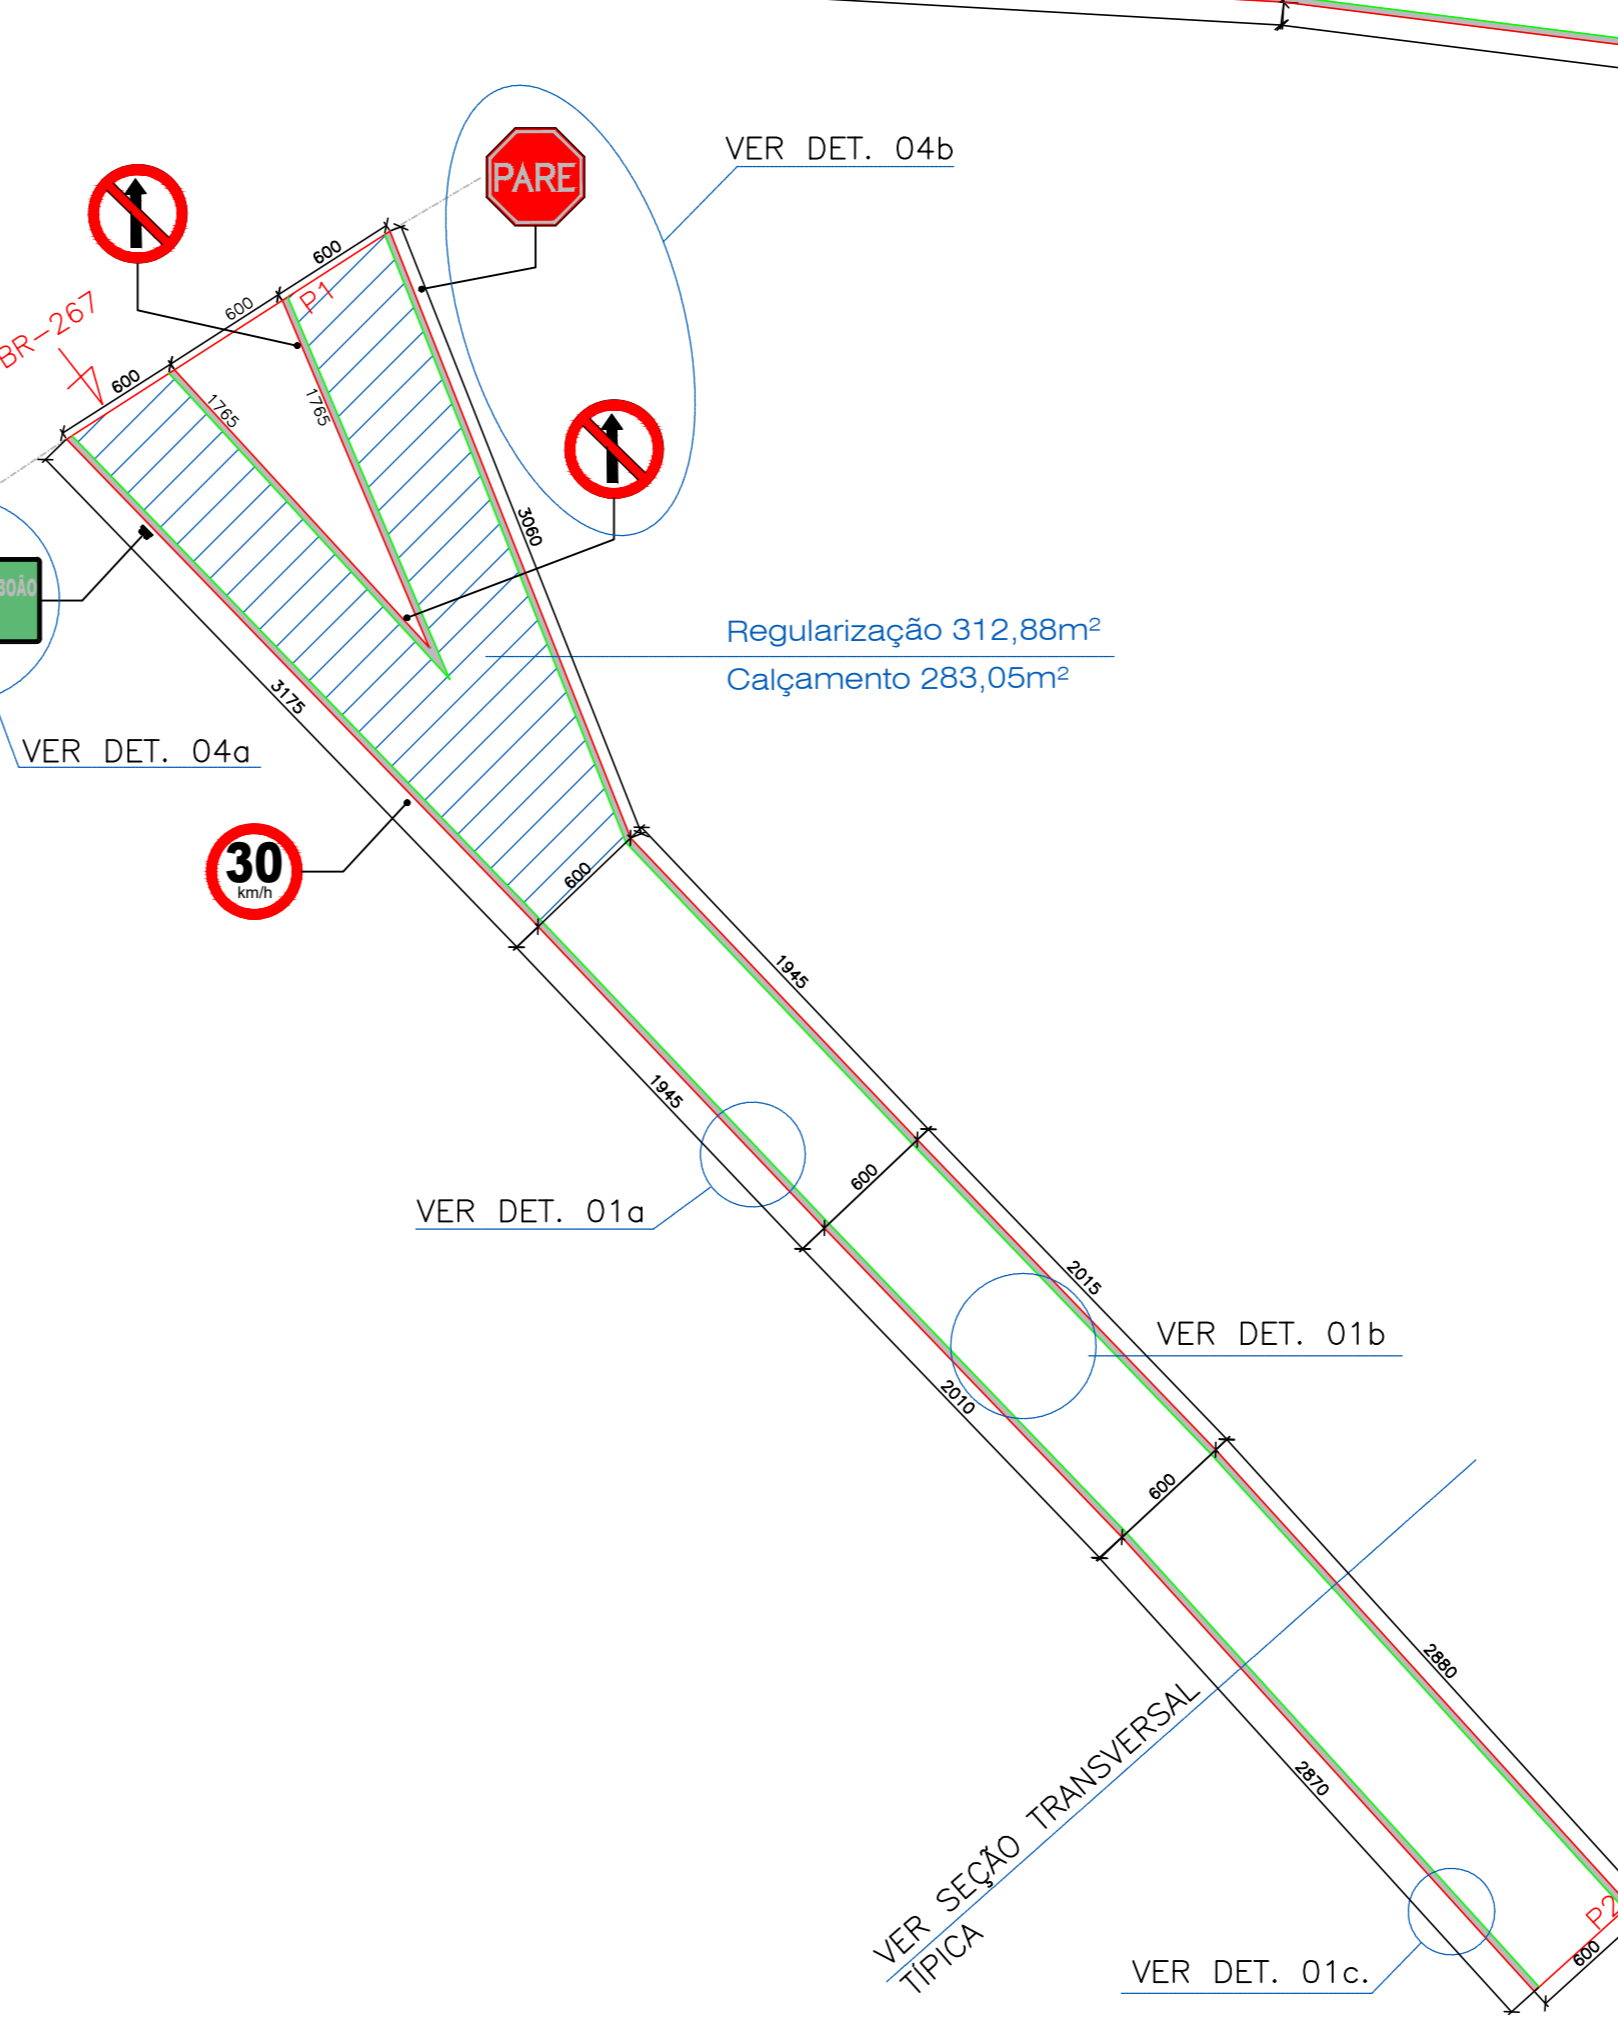 VER DET. 04b
PARE
600
600
600
P1
BR-267
1765
1765
3060
Regularização 312,88m²
Calçamento 283,05m²
3175
VER DET. 04a
30
km/h
600
1945
1945
VER DET. 01a
600
2015
VER DET. 01b
2010
600
2880
VER SEÇÃO TRANSVERSAL
TÍPICA
2870
P2
600
VER DET. 01c.